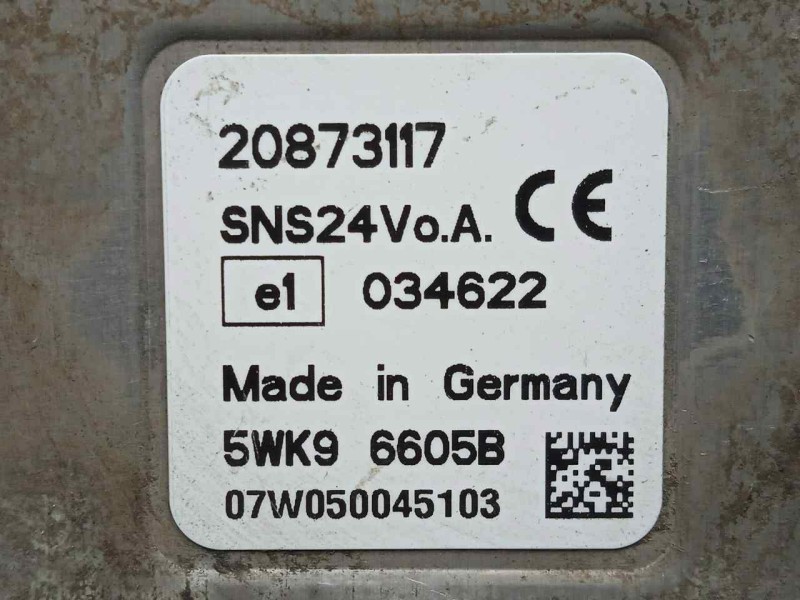 20873117
SNS24Vo.A. CE
e1 034622
Made in Germany
5WK9 6605B
07W050045103